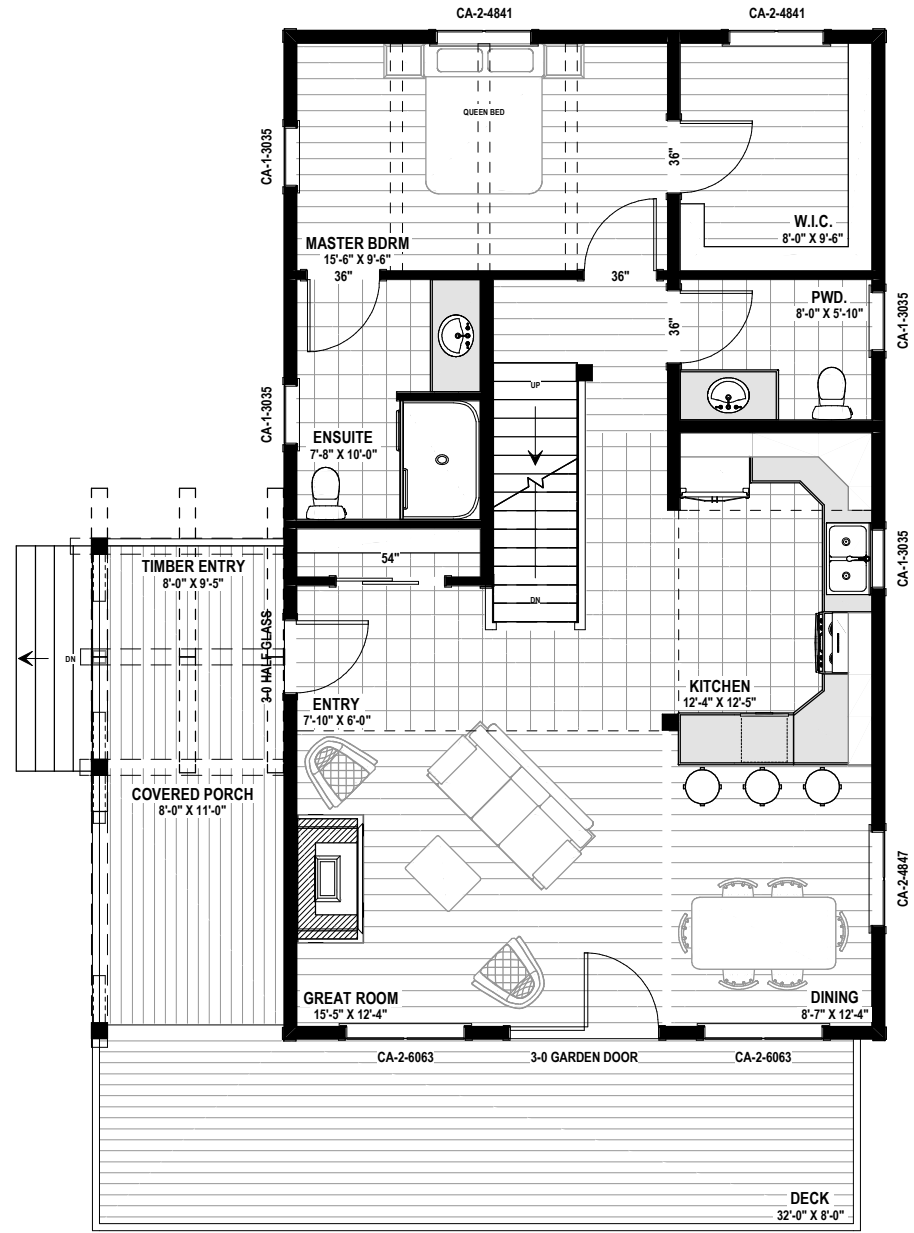 CA-2-4841
CA-2-4841
QUEEN BED
CA-1-3035
36"
W.I.C.
8'-0" X 9'-6"
MASTER BDRM
15'-6" X 9'-6"
36"
36"
PWD.
8'-0" X 5'-10"
CA-1-3035
36"
UP
CA-1-3035
ENSUITE
7'-8" X 10'-0"
54"
CA-1-3035
TIMBER ENTRY
8'-0" X 9'-5"
DN
3-0 HALF GLASS
DN
KITCHEN
12'-4" X 12'-5"
ENTRY
7'-10" X 6'-0"
COVERED PORCH
8'-0" X 11'-0"
CA-2-4847
GREAT ROOM
15'-5" X 12'-4"
DINING
8'-7" X 12'-4"
CA-2-6063
3-0 GARDEN DOOR
CA-2-6063
DECK
32'-0" X 8'-0"